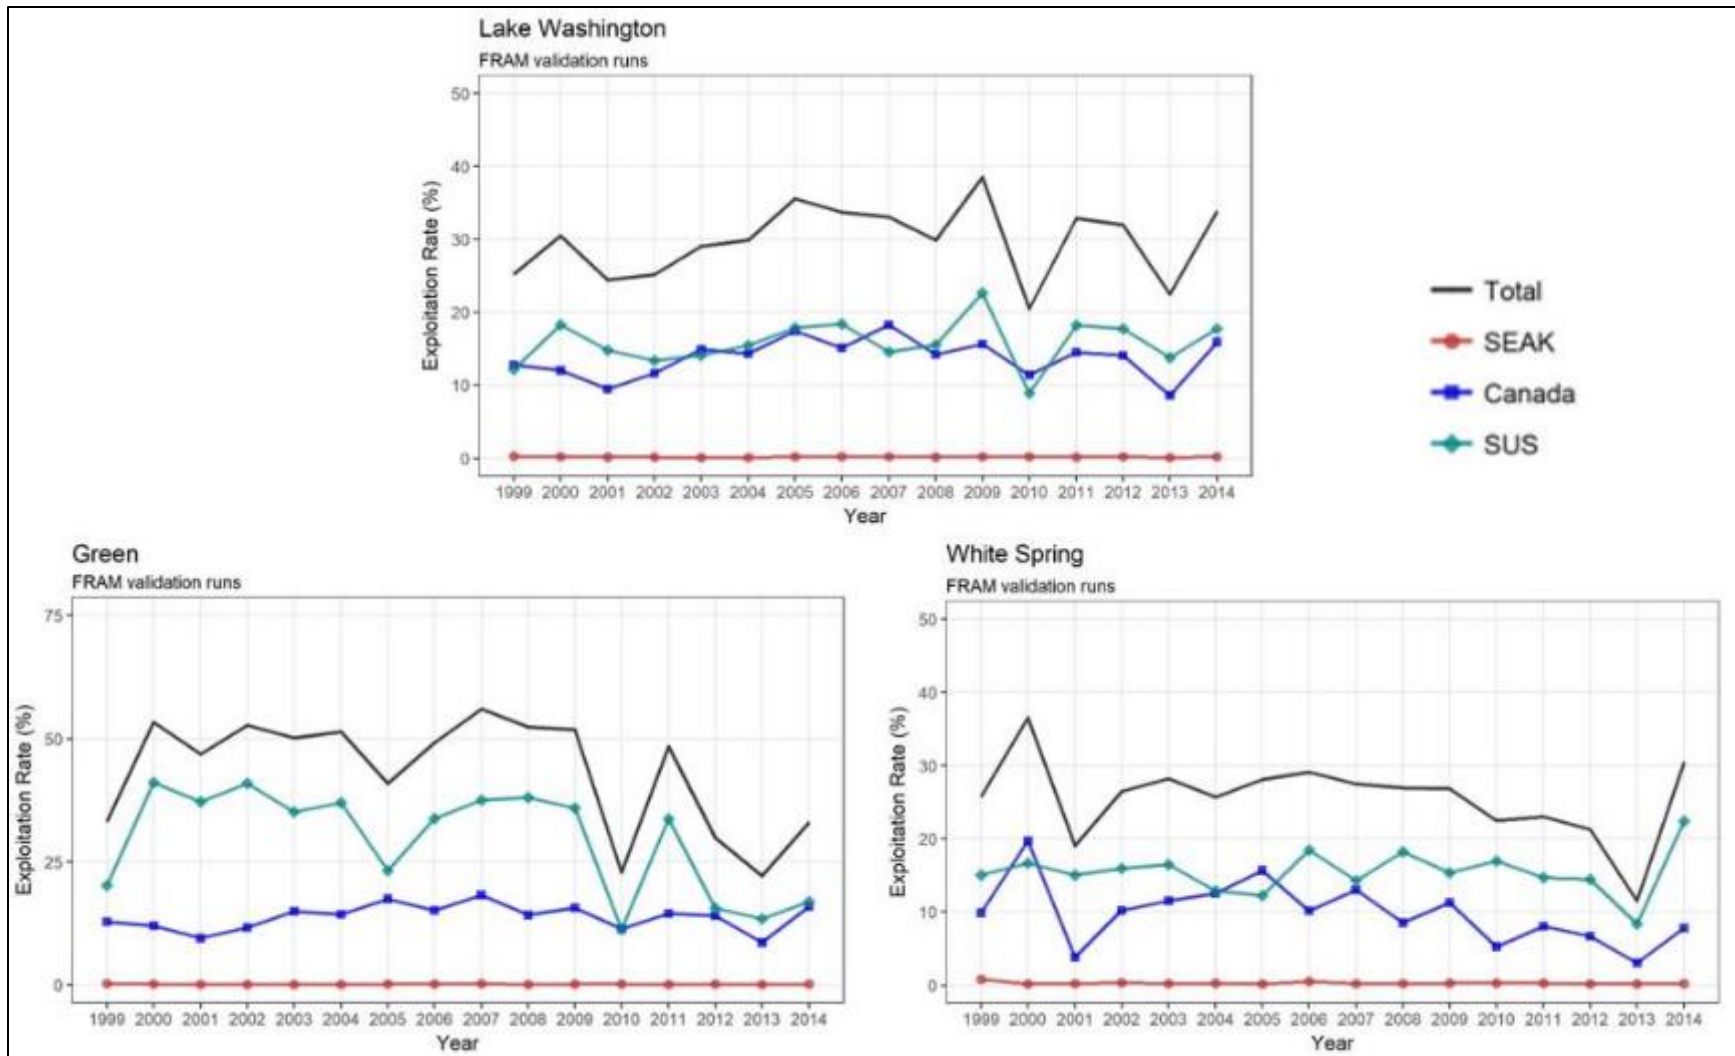 Lake Washington
FRAM validation runs
50
40
30
20
10
0
Exploitation Rate (%)
1999 2000 2001 2002 2003 2004 2005 2006 2007 2008 2009 2010 2011 2012 2013 2014
Year
Total
SEAK
Canada
SUS
Green
FRAM validation runs
75
50
25
0
Exploitation Rate (%)
1999 2000 2001 2002 2003 2004 2005 2006 2007 2008 2009 2010 2011 2012 2013 2014
Year
White Spring
FRAM validation runs
50
40
30
20
10
0
Exploitation Rate (%)
1999 2000 2001 2002 2003 2004 2005 2006 2007 2008 2009 2010 2011 2012 2013 2014
Year